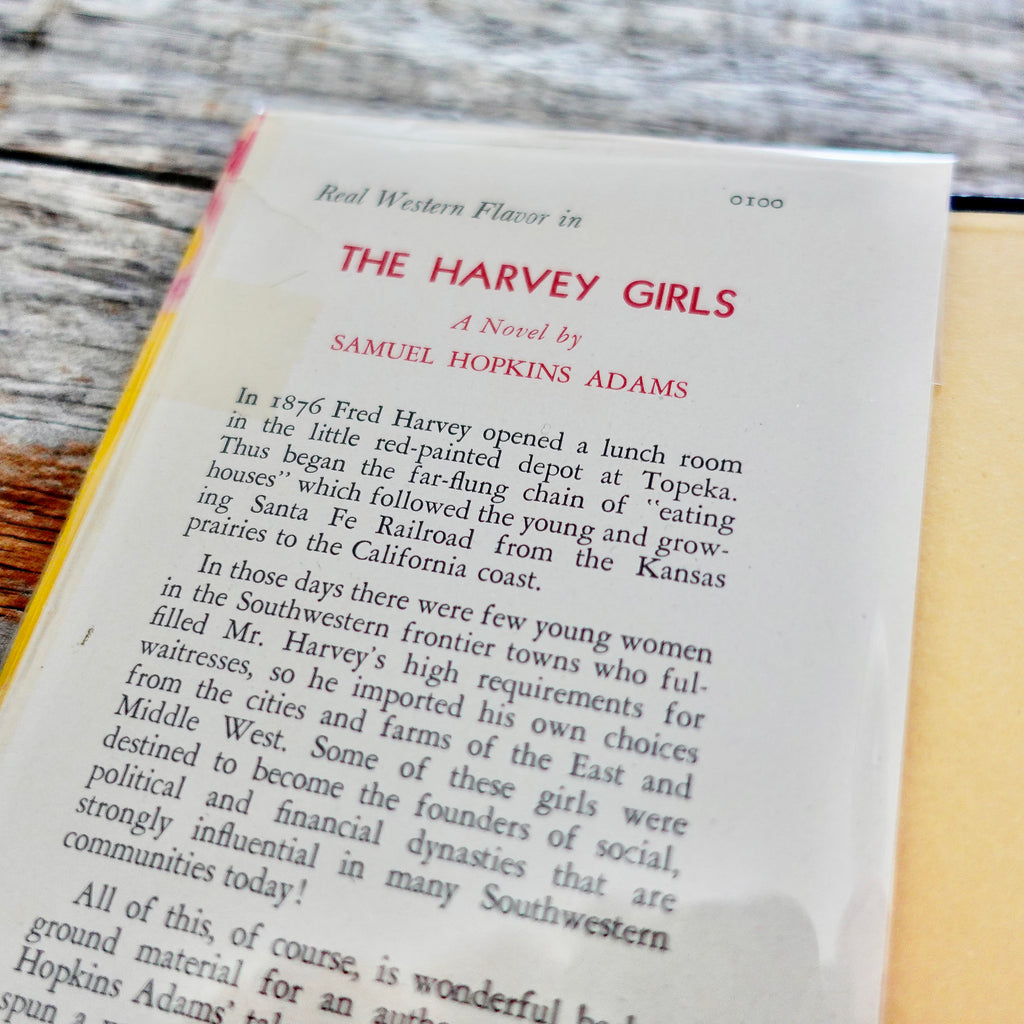 Real Western Flavor in 0100
THE HARVEY GIRLS
A Novel by
SAMUEL HOPKINS ADAMS
In 1876 Fred Harvey opened a lunch room
in the little red-painted depot at Topeka.
Thus began the far-flung chain of "eating
houses" which followed the young and grow-
ing Santa Fe Railroad from the Kansas
prairies to the California coast.
In those days there were few young women
in the Southwestern frontier towns who ful-
filled Mr. Harvey's high requirements for
waitresses, so he imported his own choices
from the cities and farms of the East and
Middle West. Some of these girls were
destined to become the founders of social,
political and financial dynasties that are
strongly influential in many Southwestern
communities today!
All of this, of course, is wonderful
ground material for an
Hopkins Adams'
spun a